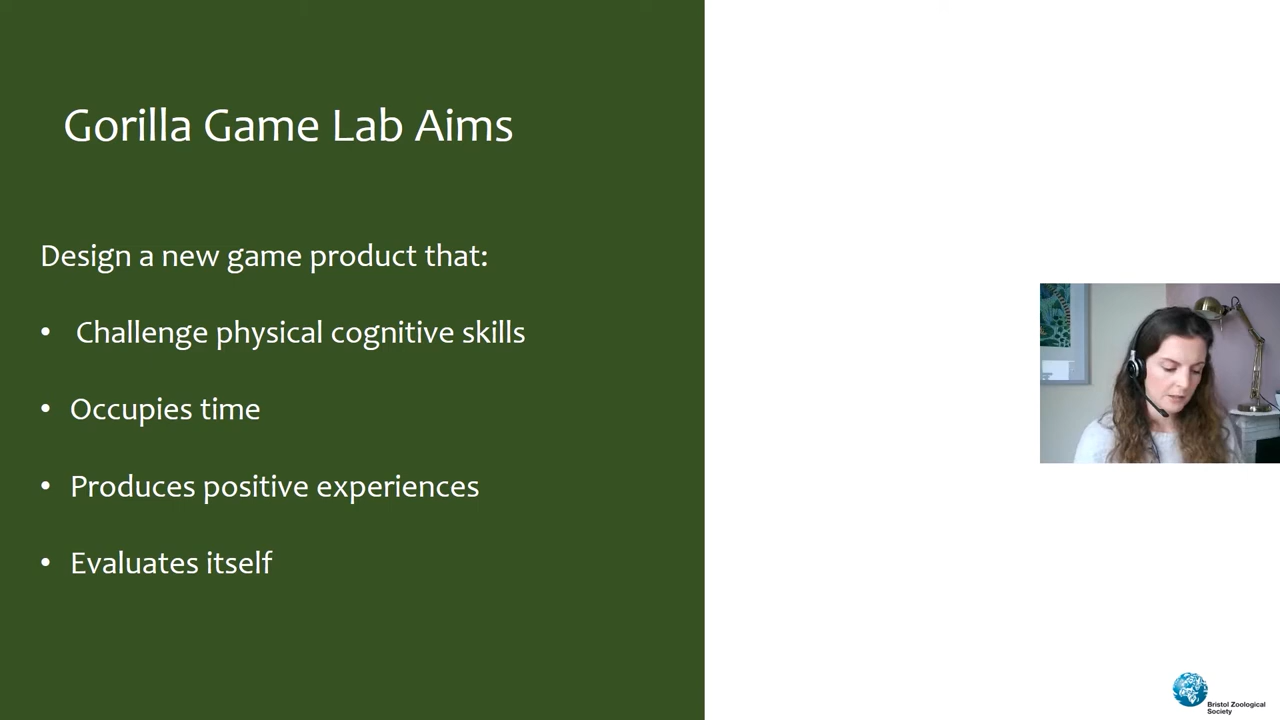 Gorilla Game Lab Aims
Design a new game product that:
• Challenge physical cognitive skills
• Occupies time
• Produces positive experiences
• Evaluates itself
Bristol Zoological
Society